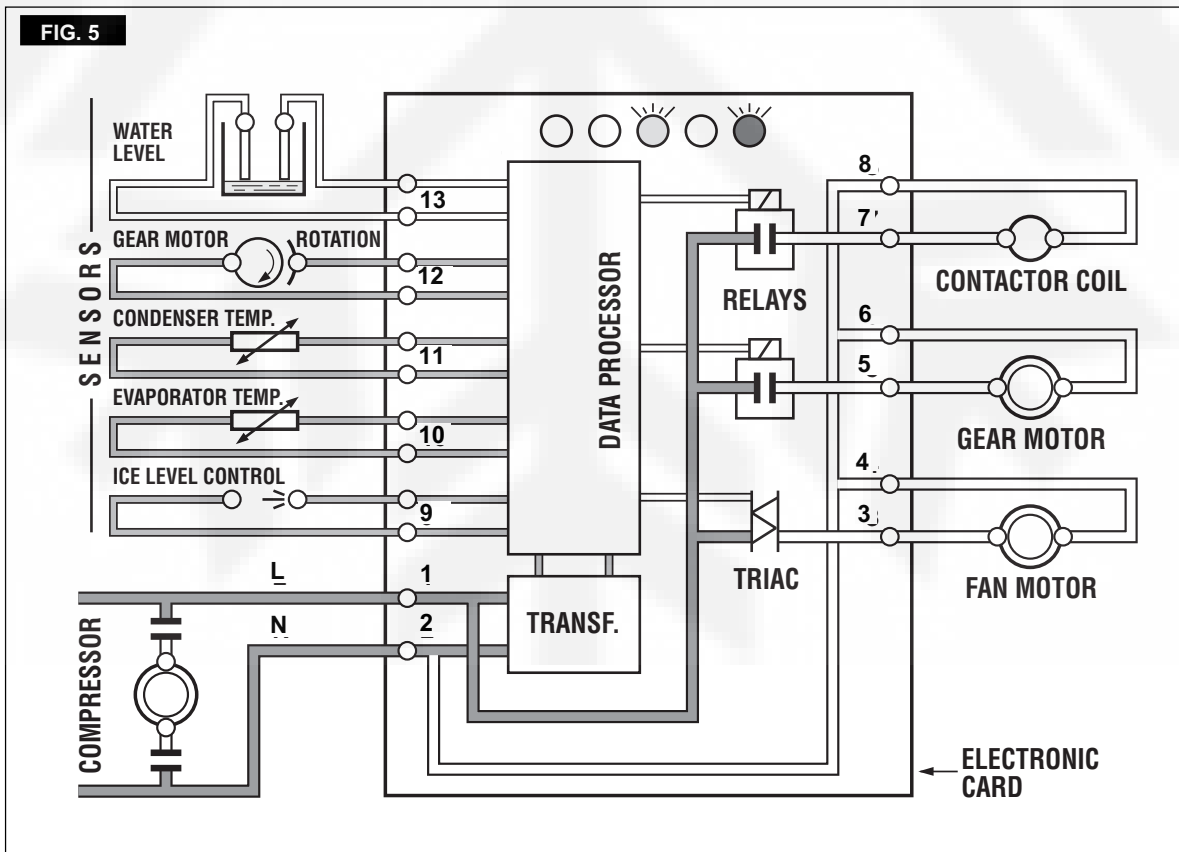 FIG. 5
WATER
LEVEL
13
GEAR MOTOR ROTATION
12
CONDENSER TEMP.
11
EVAPORATOR TEMP.
10
ICE LEVEL CONTROL
9
SENSORS
L
1
N
2
COMPRESSOR
DATA PROCESSOR
TRANSF.
RELAYS
TRIAC
8
7
CONTACTOR COIL
6
5
GEAR MOTOR
4
3
FAN MOTOR
ELECTRONIC
CARD